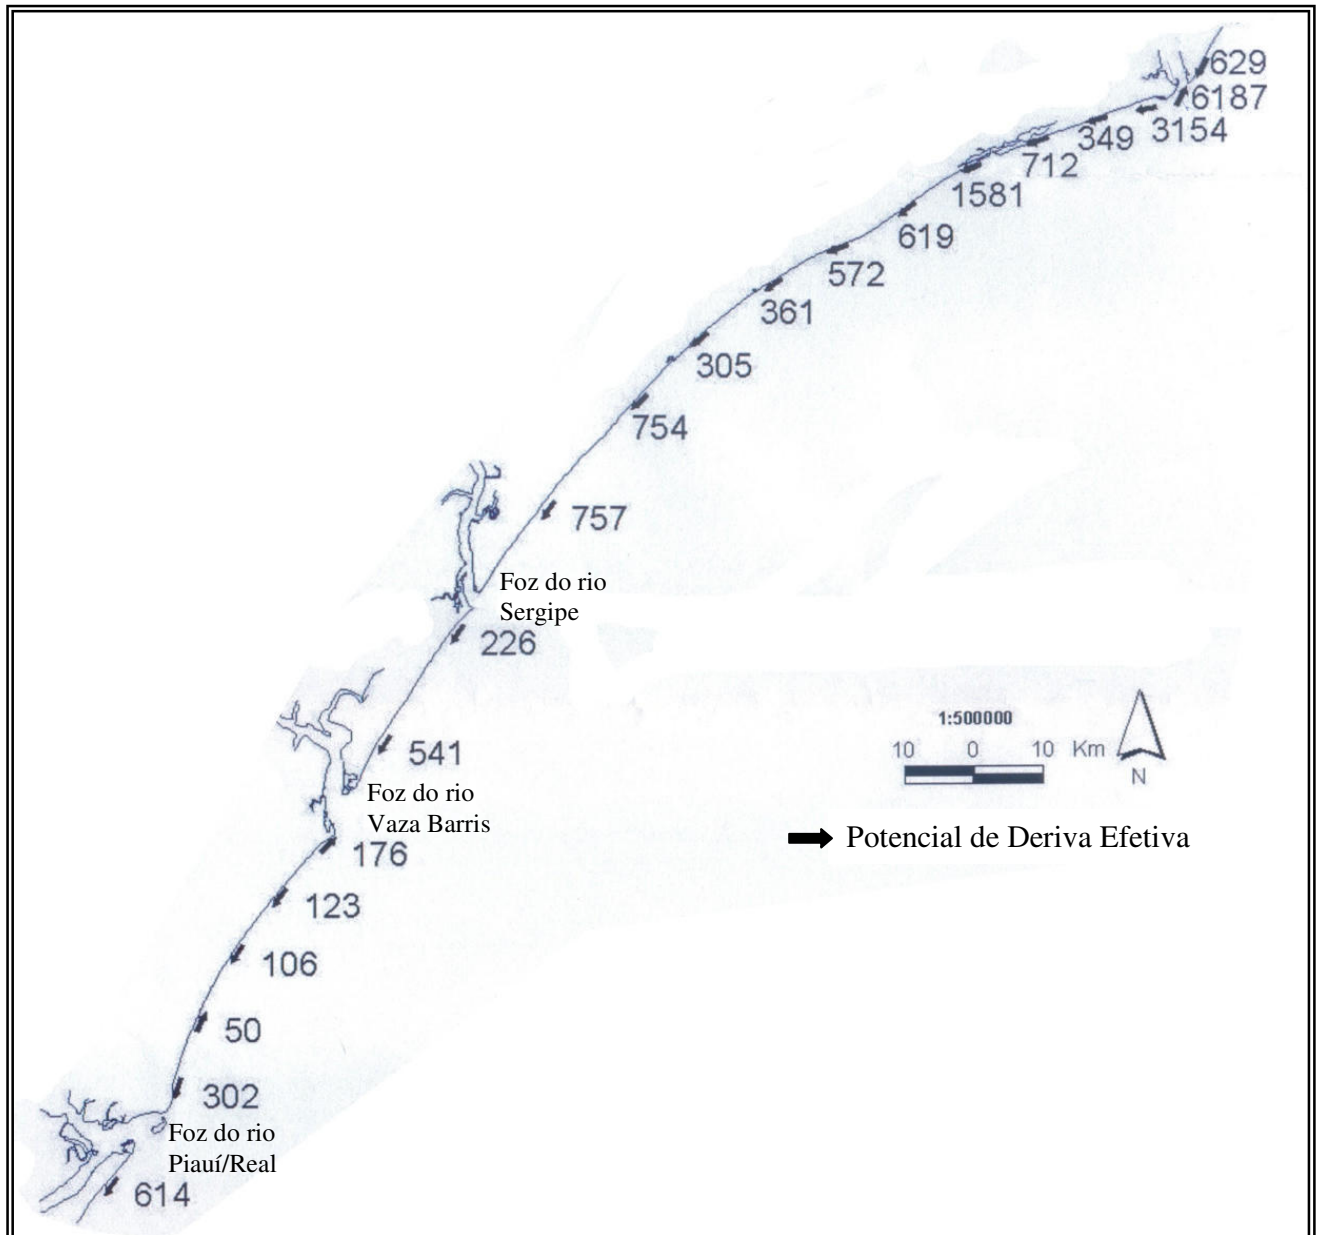 629
6187
3154
349
712
1581
619
572
361
305
754
757
Foz do rio
Sergipe
226
1:500000
10 0 10 Km
N
541
Foz do rio
Vaza Barris
Potencial de Deriva Efetiva
176
123
106
50
302
Foz do rio
Piauí/Real
614